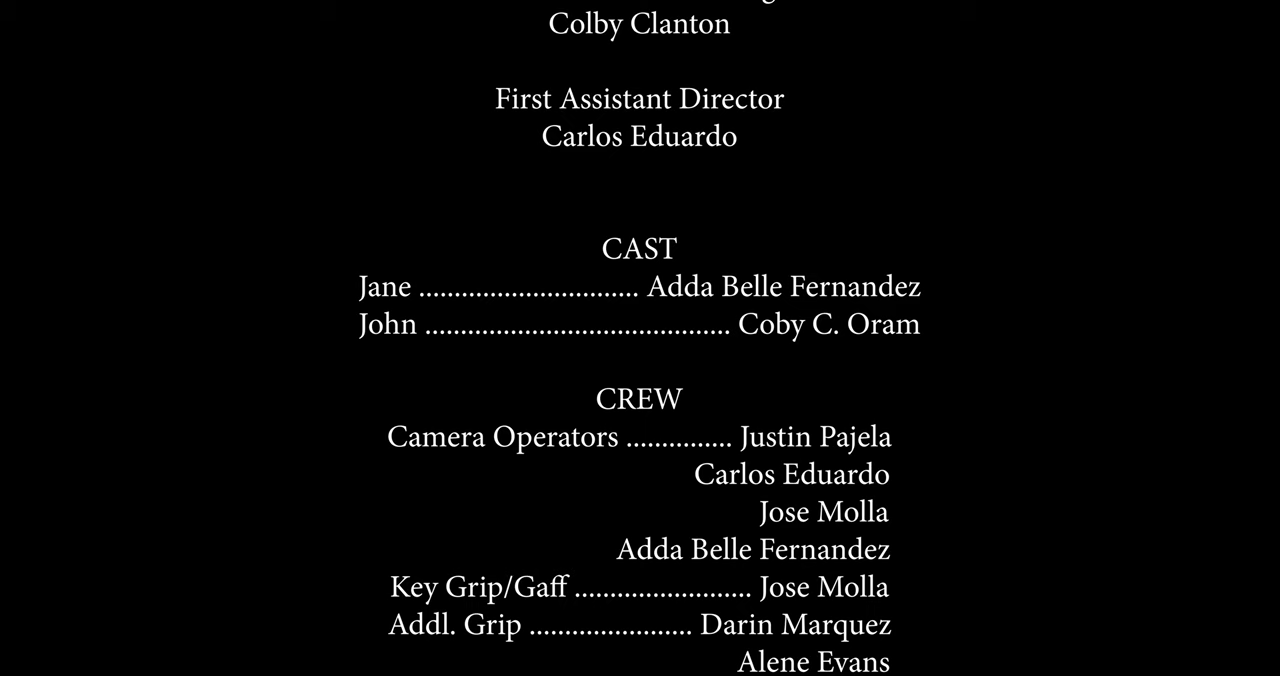 Colby Clanton
First Assistant Director
Carlos Eduardo
CAST
Jane ............................... Adda Belle Fernandez
John ........................................... Coby C. Oram
CREW
Camera Operators ............... Justin Pajela
Carlos Eduardo
Jose Molla
Adda Belle Fernandez
Key Grip/Gaff ......................... Jose Molla
Addl. Grip ....................... Darin Marquez
Alene Evans